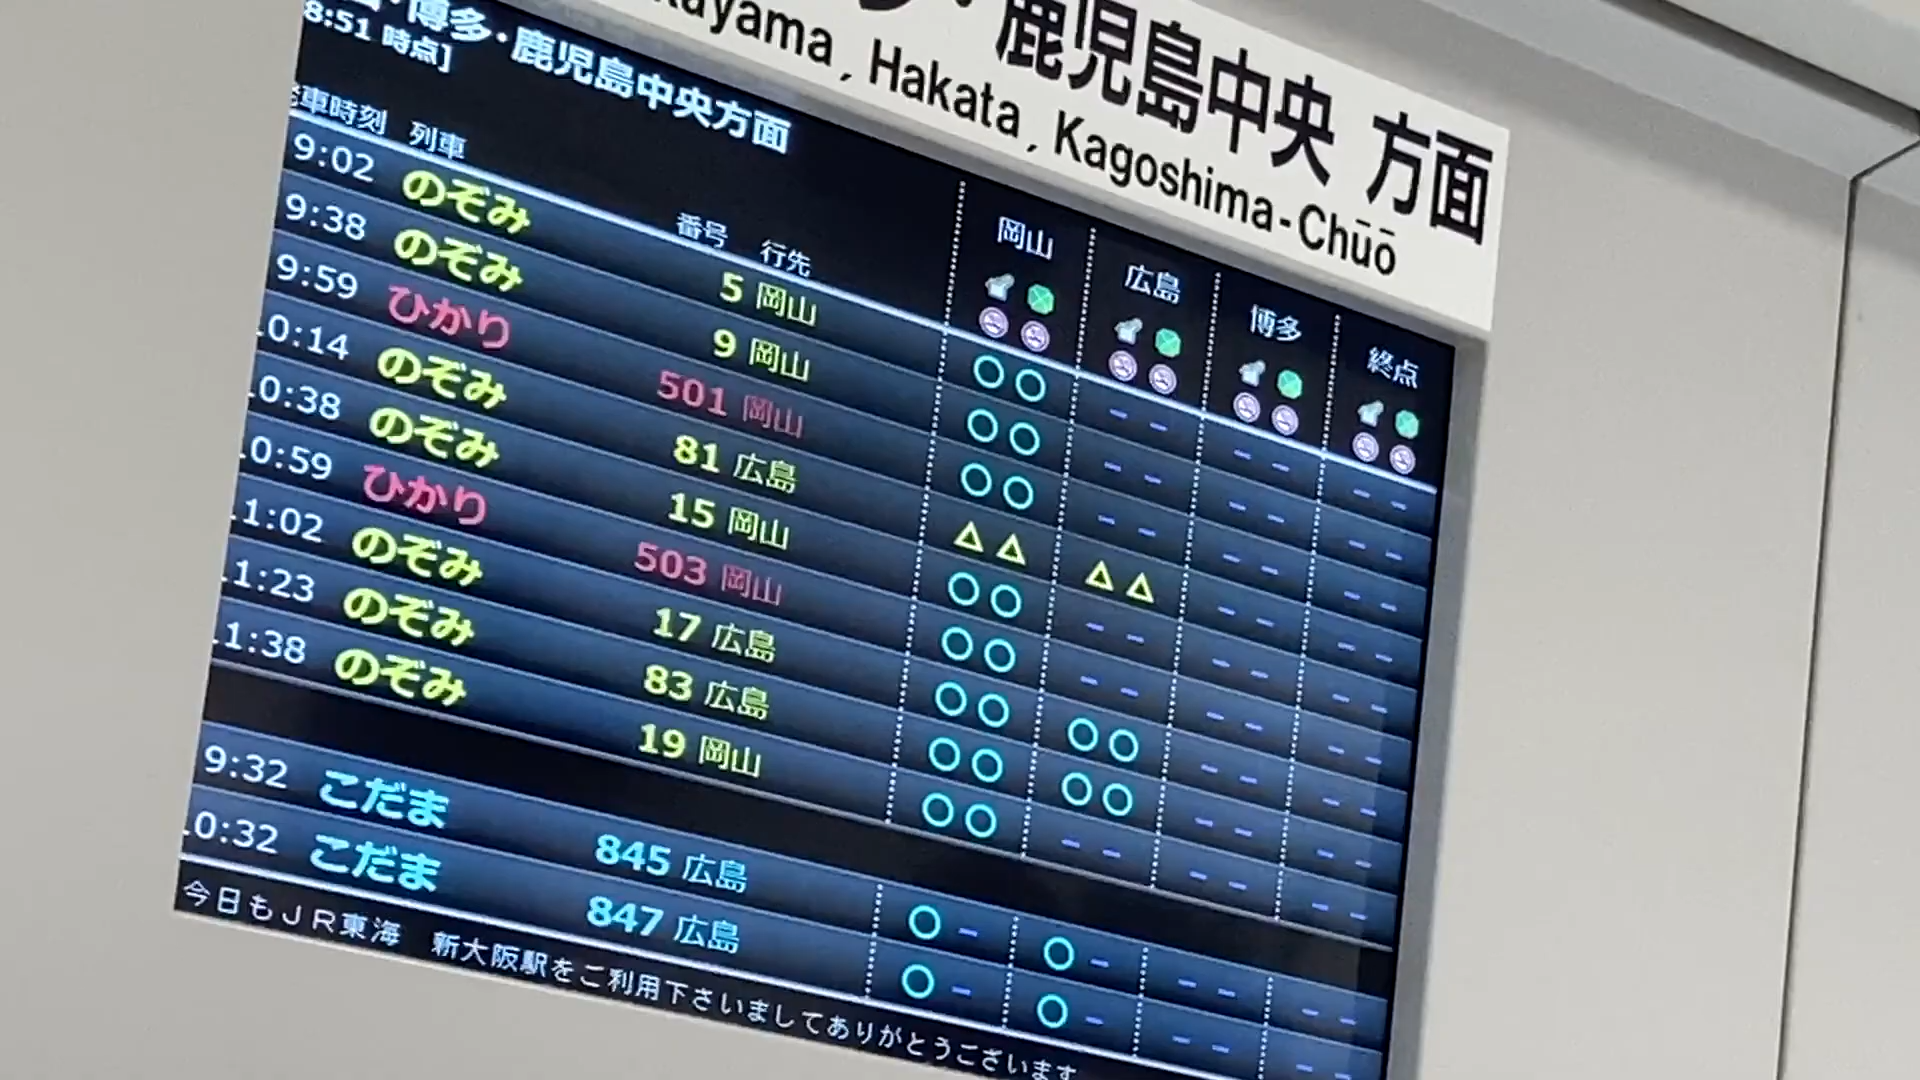 ・鹿児島中央 方面
kayama , Hakata , Kagoshima-Chūō
・博多・鹿児島中央方面
8:51 時点]
車時刻 列車 番号 行先 岡山 広島 博多 終点
9:02 のぞみ 5 岡山 ○○ -- -- --
9:38 のぞみ 9 岡山 ○○ -- -- --
9:59 ひかり 501 岡山 ○○ -- -- --
10:14 のぞみ 81 広島 △△ △△ -- --
10:38 のぞみ 15 岡山 ○○ -- -- --
10:59 ひかり 503 岡山 ○○ -- -- --
11:02 のぞみ 17 広島 ○○ ○○ -- --
11:23 のぞみ 83 広島 ○○ ○○ -- --
11:38 のぞみ 19 岡山 ○○ -- -- --
9:32 こだま 845 広島 ○- ○- -- --
10:32 こだま 847 広島 ○- ○- -- --
今日もJR東海 新大阪駅をご利用下さいましてありがとうございます